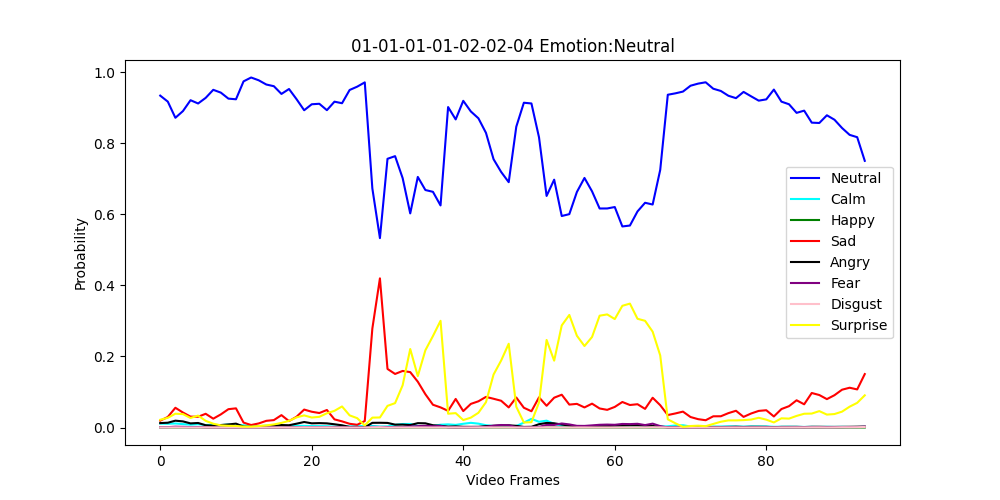 01-01-01-01-02-02-04 Emotion:Neutral
1.0
0.8
0.6
0.4
0.2
0.0
Probability
0
20
40
60
80
Video Frames
Neutral
Calm
Happy
Sad
Angry
Fear
Disgust
Surprise